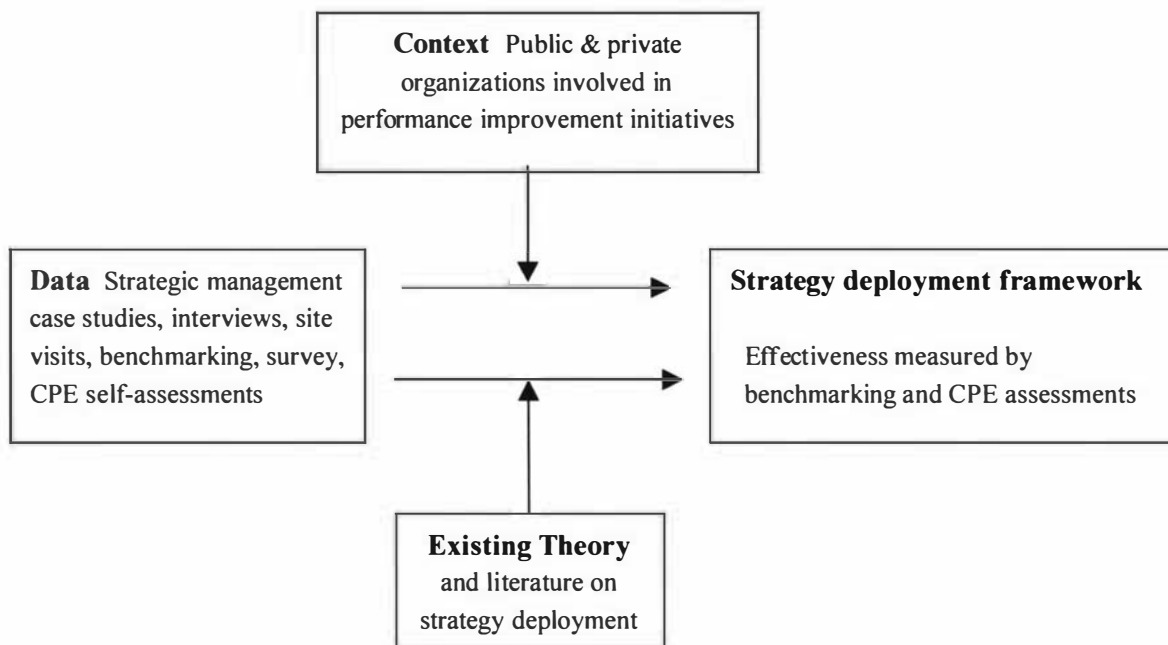 Context Public & private
organizations involved in
performance improvement initiatives
Data Strategic management
case studies, interviews, site
visits, benchmarking, survey,
CPE self-assessments
Strategy deployment framework
Effectiveness measured by
benchmarking and CPE assessments
Existing Theory
and literature on
strategy deployment